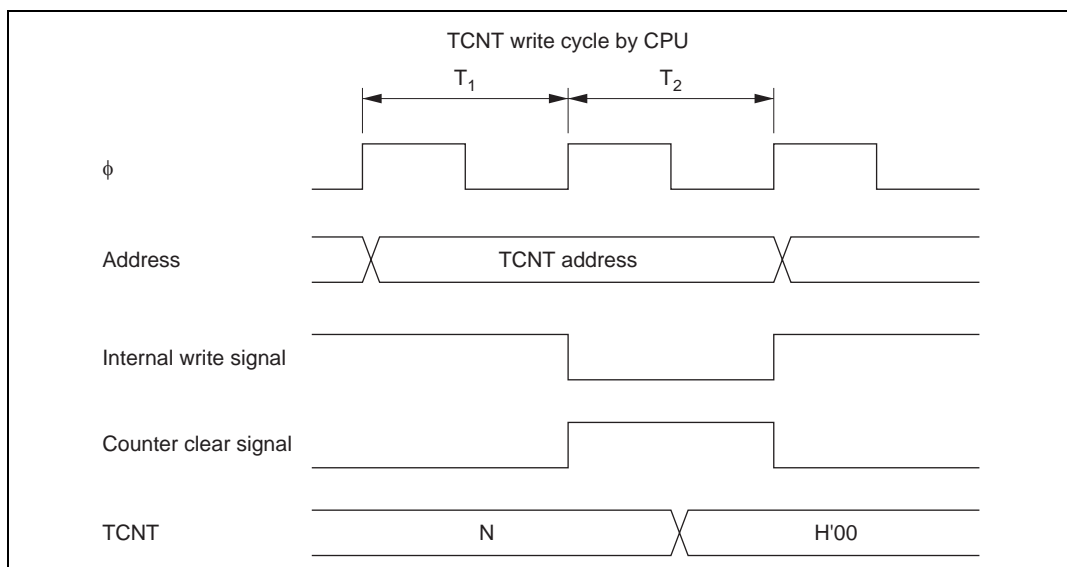 TCNT write cycle by CPU
T₁ T₂
ϕ
Address TCNT address
Internal write signal
Counter clear signal
TCNT N H'00